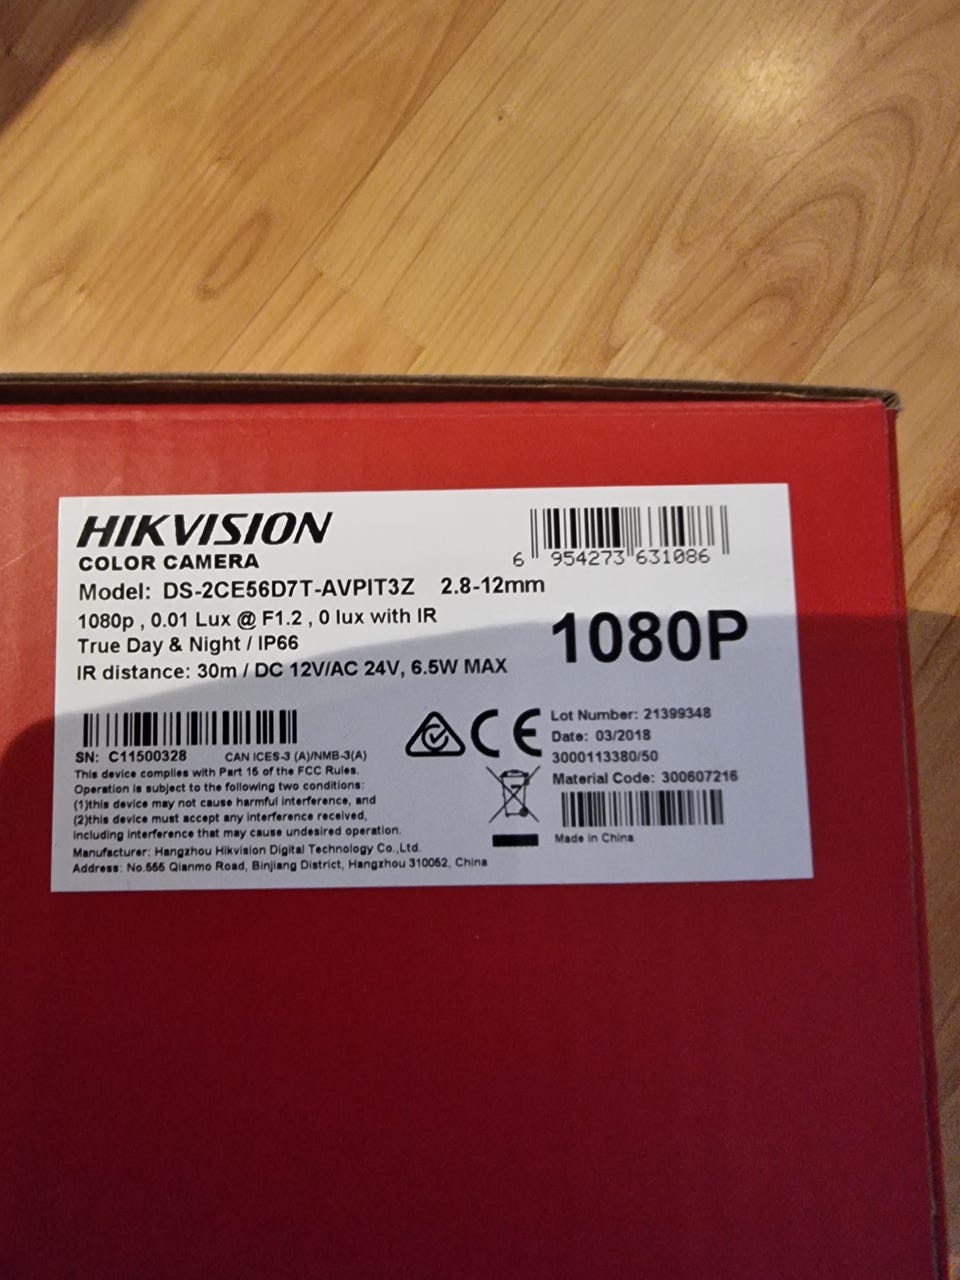 HIKVISION
COLOR CAMERA
6 954273 631086
Model: DS-2CE56D7T-AVPIT3Z 2.8-12mm
1080p , 0.01 Lux @ F1.2 , 0 lux with IR
True Day & Night / IP66
IR distance: 30m / DC 12V/AC 24V, 6.5W MAX
1080P
SN: C11500328 CAN ICES-3 (A)/NMB-3(A)
This device complies with Part 15 of the FCC Rules.
Operation is subject to the following two conditions:
(1)this device may not cause harmful interference, and
(2)this device must accept any interference received,
including interference that may cause undesired operation.
Manufacturer: Hangzhou Hikvision Digital Technology Co.,Ltd.
Address: No.555 Qianmo Road, Binjiang District, Hangzhou 310052, China
CE
Lot Number: 21399348
Date: 03/2018
3000113380/50
Material Code: 300607216
Made in China